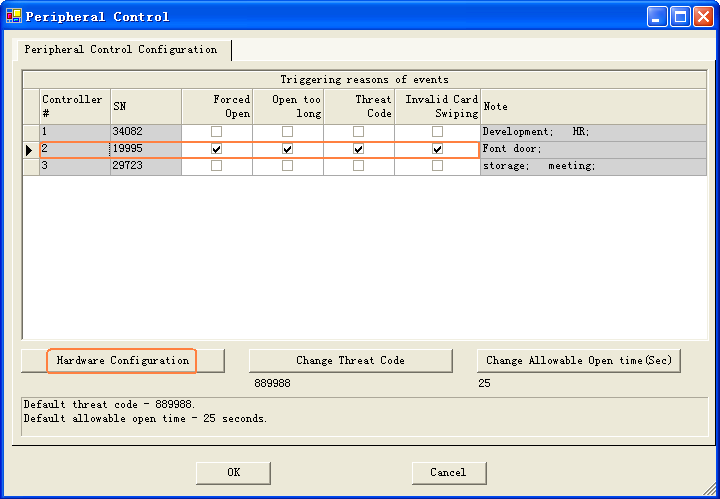 Peripheral Control
Peripheral Control Configuration
Triggering reasons of events
Controller # SN Forced Open Open too long Threat Code Invalid Card Swiping Note
1 34082 Development; HR;
2 19995 Font door;
3 29723 storage; meeting;
Hardware Configuration Change Threat Code Change Allowable Open time(Sec)
889988 25
Default threat code - 889988.
Default allowable open time - 25 seconds.
OK Cancel